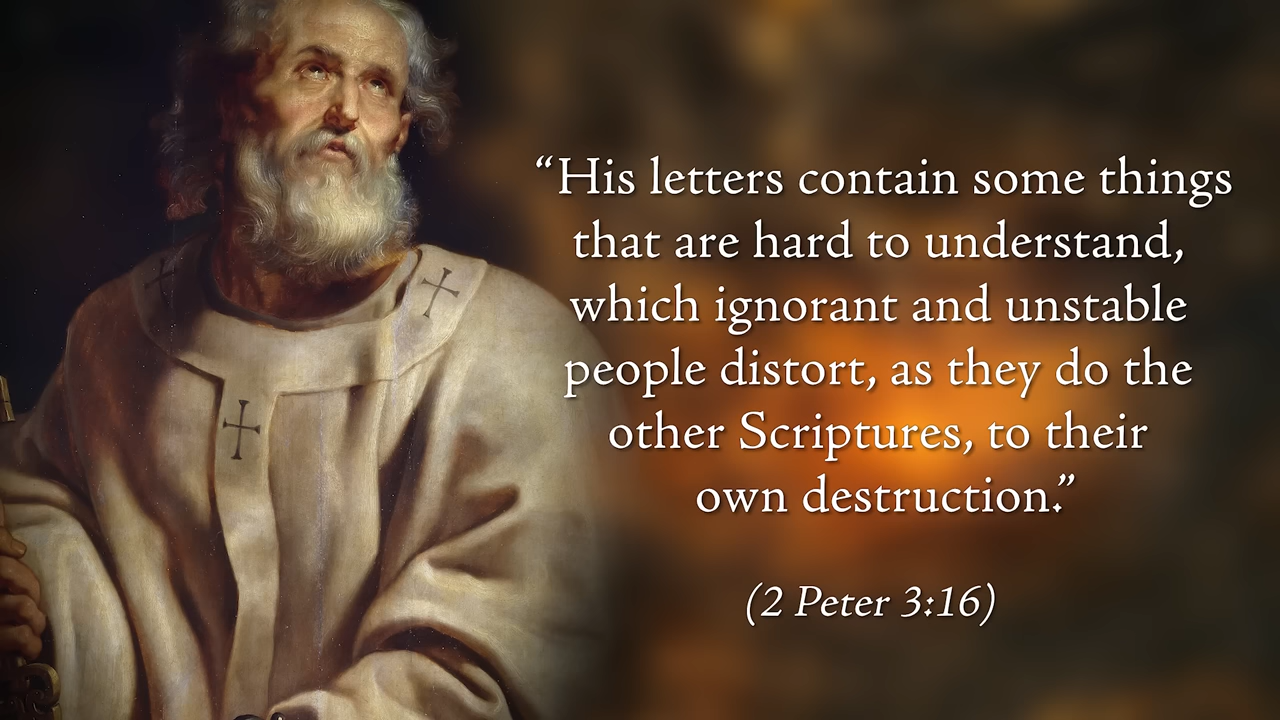 “His letters contain some things
that are hard to understand,
which ignorant and unstable
people distort, as they do the
other Scriptures, to their
own destruction.”
(2 Peter 3:16)